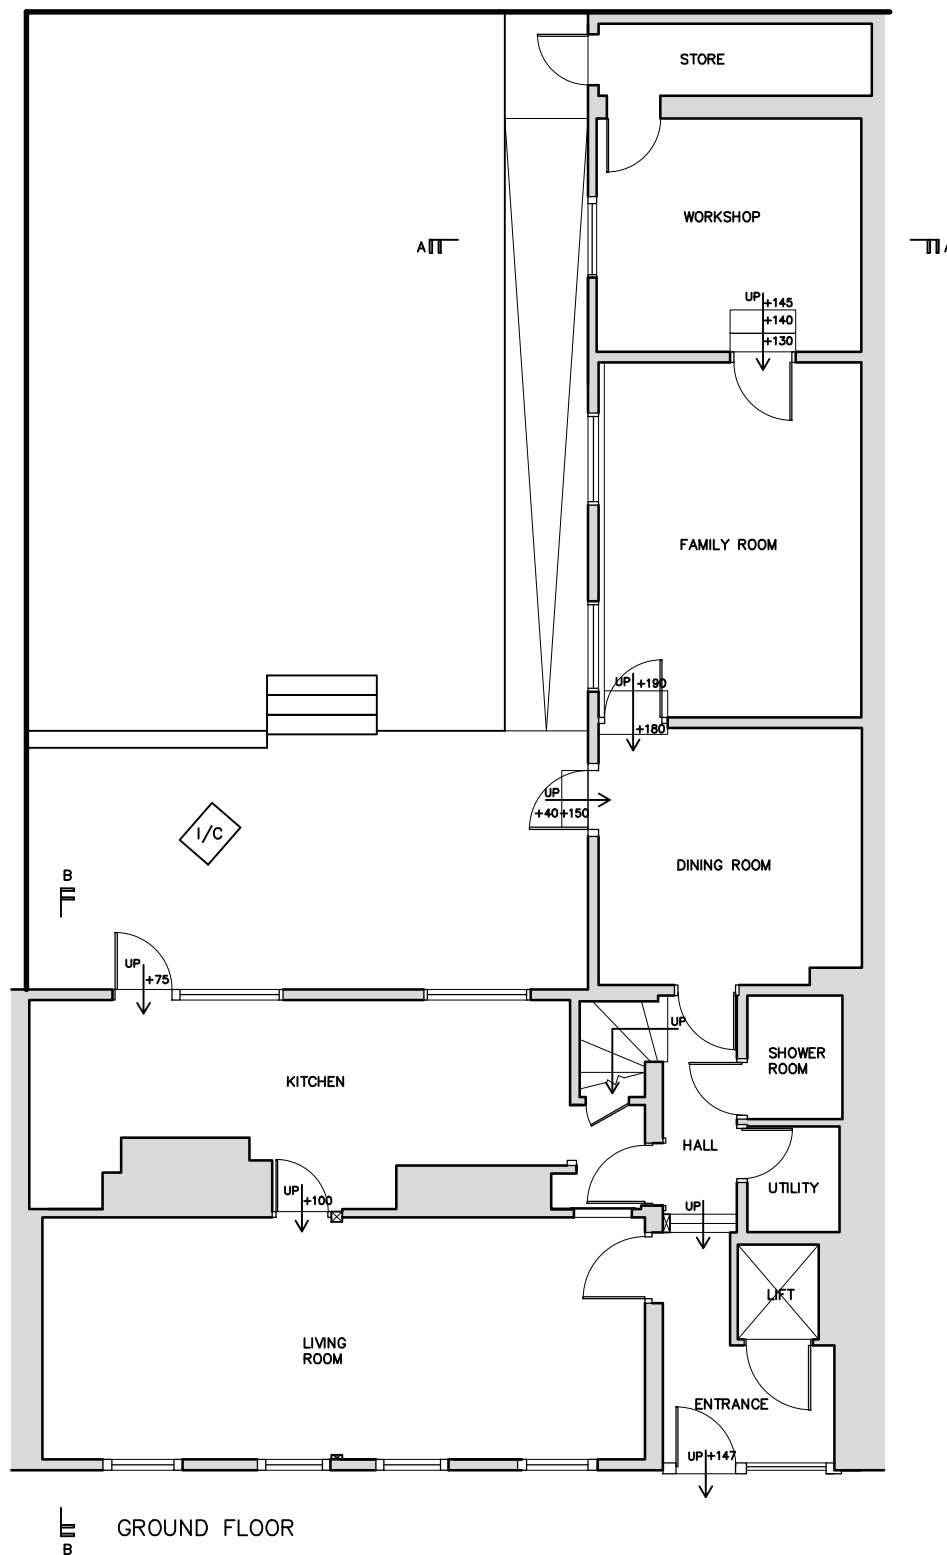 STORE
WORKSHOP
A
A
UP
+145
+140
+130
FAMILY ROOM
UP +190
+180
UP
+40+150
I/C
DINING ROOM
B
UP
+75
UP
SHOWER
ROOM
KITCHEN
HALL
UP
+100
UTILITY
UP
LIFT
LIVING
ROOM
ENTRANCE
UP +147
GROUND FLOOR
B